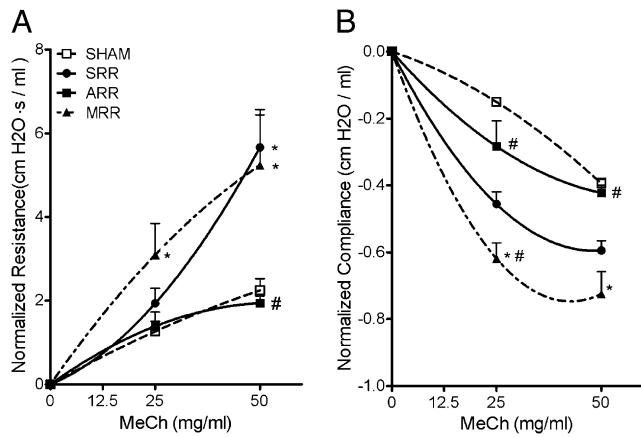 A
SHAM
SRR
ARR
MRR
Normalized Resistance(cm H2O·s / ml)
8
6
4
2
0
*
*
*
#
0 12.5 25 50
MeCh (mg/ml)
B
Normalized Compliance (cm H2O / ml)
0.0
-0.2
-0.4
-0.6
-0.8
-1.0
#
#
* #
*
0 12.5 25 50
MeCh (mg/ml)